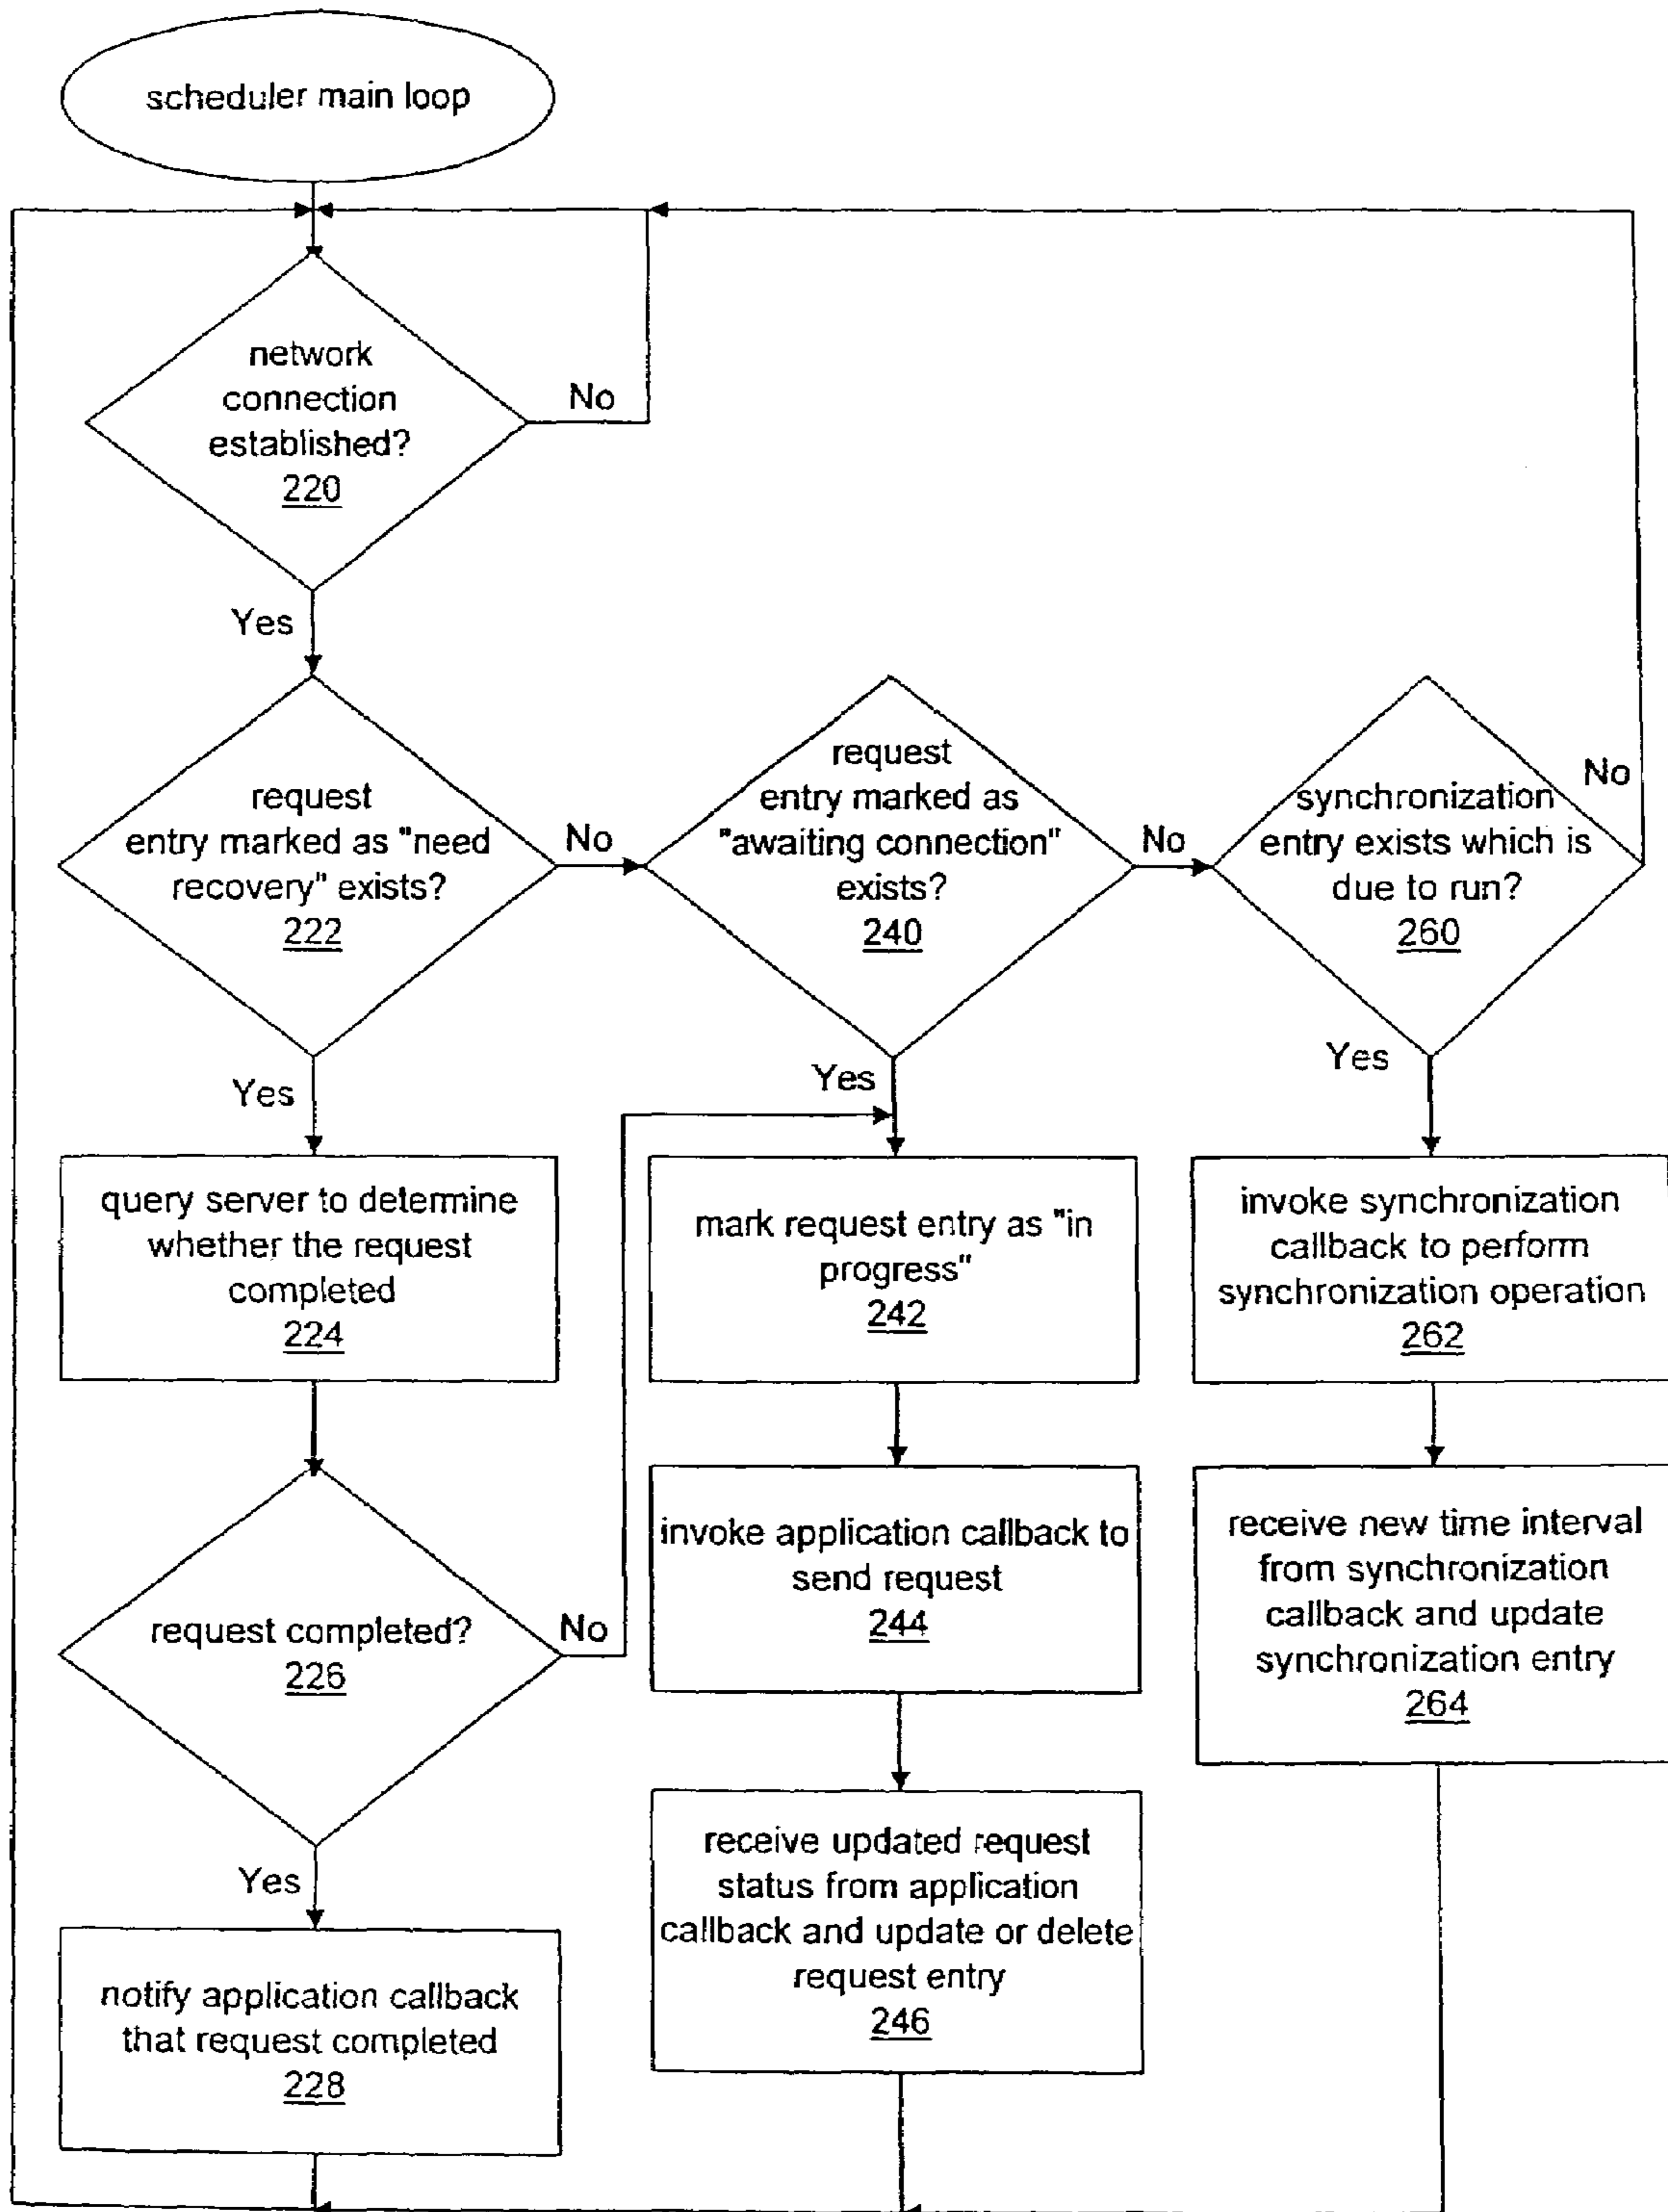 scheduler main loop
network
connection
established?
220
No
Yes
request
entry marked as "need
recovery" exists?
222
No
request
entry marked as
"awaiting connection"
exists?
240
No
synchronization
entry exists which is
due to run?
260
No
Yes
Yes
Yes
query server to determine
whether the request
completed
224
mark request entry as "in
progress"
242
invoke synchronization
callback to perform
synchronization operation
262
request completed?
226
No
invoke application callback to
send request
244
receive new time interval
from synchronization
callback and update
synchronization entry
264
Yes
notify application callback
that request completed
228
receive updated request
status from application
callback and update or delete
request entry
246